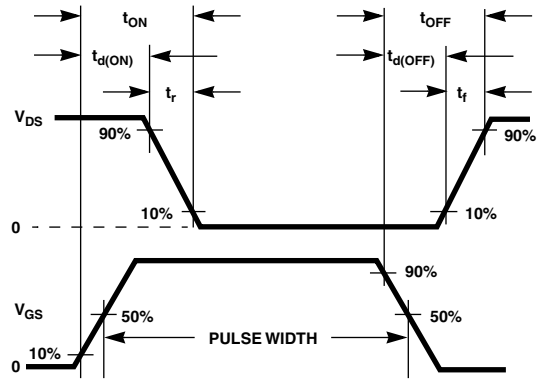 tON tOFF
td(ON) td(OFF)
tr tf
VDS
90% 90%
10% 10%
0
90%
VGS 50% 50%
PULSE WIDTH
10%
0